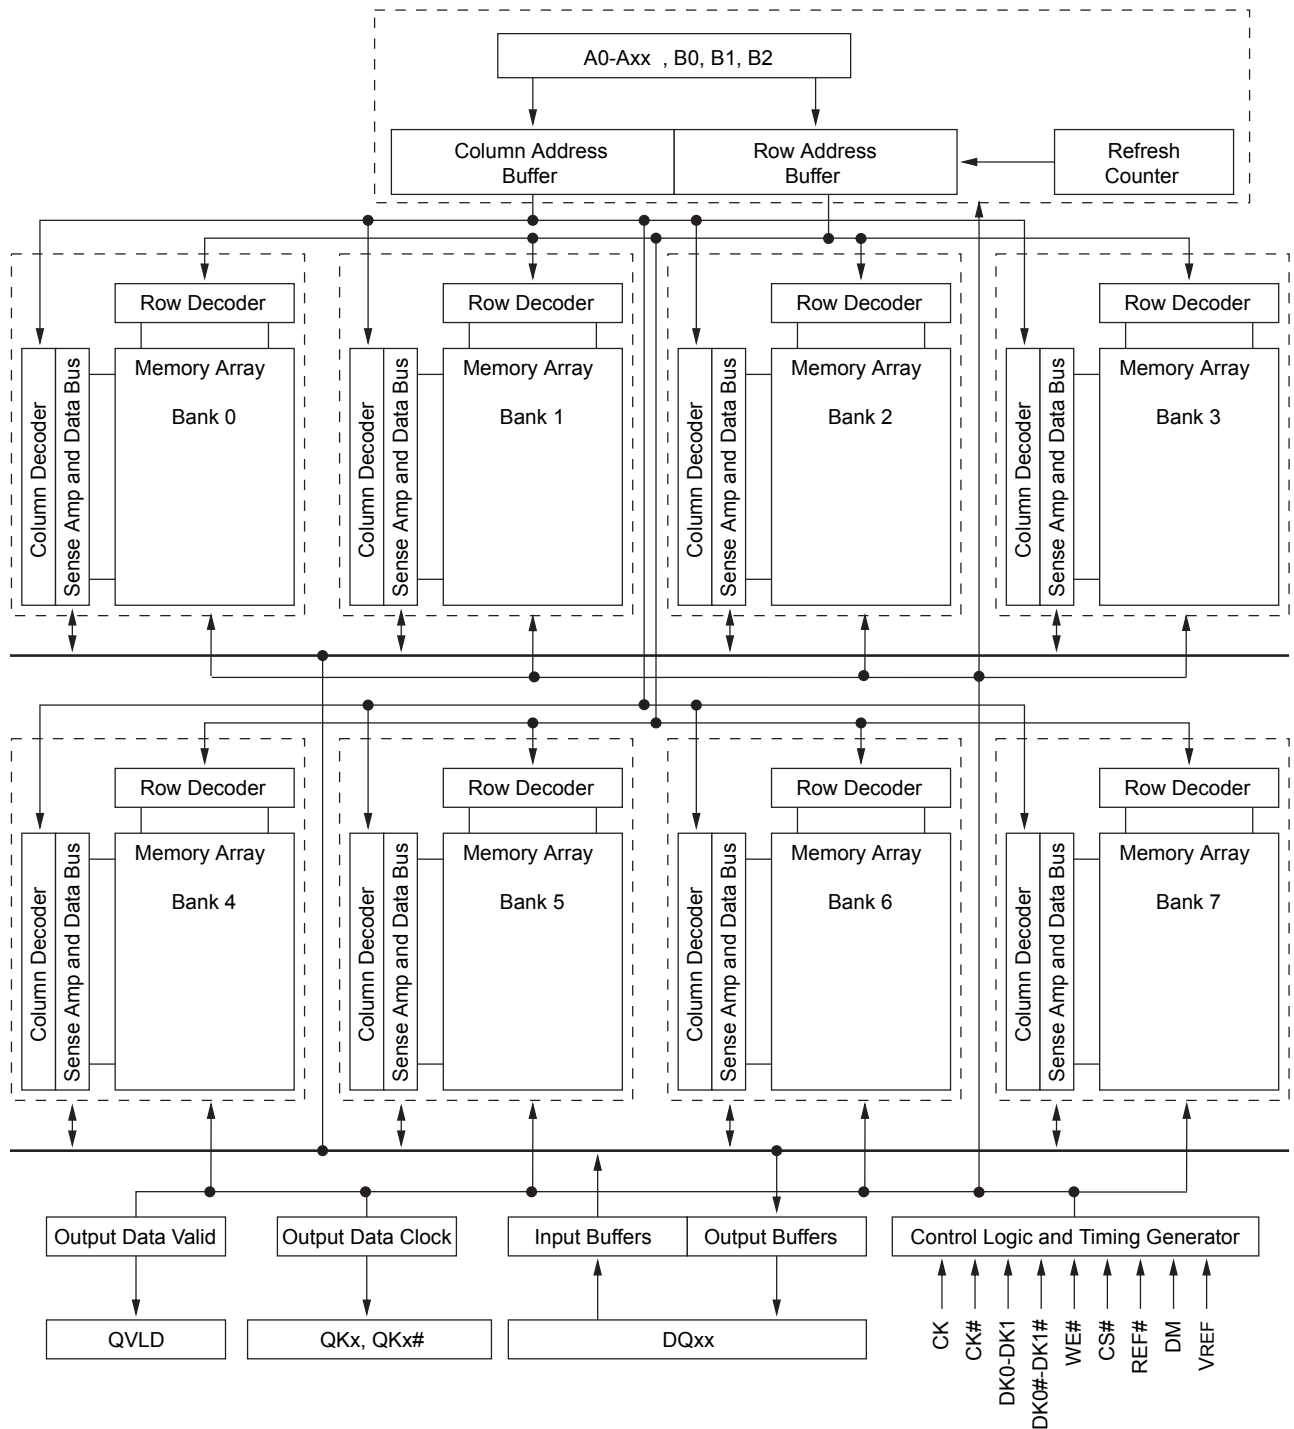 A0-Axx , B0, B1, B2
Column Address
Buffer
Row Address
Buffer
Refresh
Counter
Row Decoder
Row Decoder
Row Decoder
Row Decoder
Column Decoder
Sense Amp and Data Bus
Memory Array
Bank 0
Column Decoder
Sense Amp and Data Bus
Memory Array
Bank 1
Column Decoder
Sense Amp and Data Bus
Memory Array
Bank 2
Column Decoder
Sense Amp and Data Bus
Memory Array
Bank 3
Row Decoder
Row Decoder
Row Decoder
Row Decoder
Column Decoder
Sense Amp and Data Bus
Memory Array
Bank 4
Column Decoder
Sense Amp and Data Bus
Memory Array
Bank 5
Column Decoder
Sense Amp and Data Bus
Memory Array
Bank 6
Column Decoder
Sense Amp and Data Bus
Memory Array
Bank 7
Output Data Valid
Output Data Clock
Input Buffers
Output Buffers
Control Logic and Timing Generator
QVLD
QKx, QKx#
DQxx
CK
CK#
DK0-DK1
DK0#-DK1#
WE#
CS#
REF#
DM
VREF